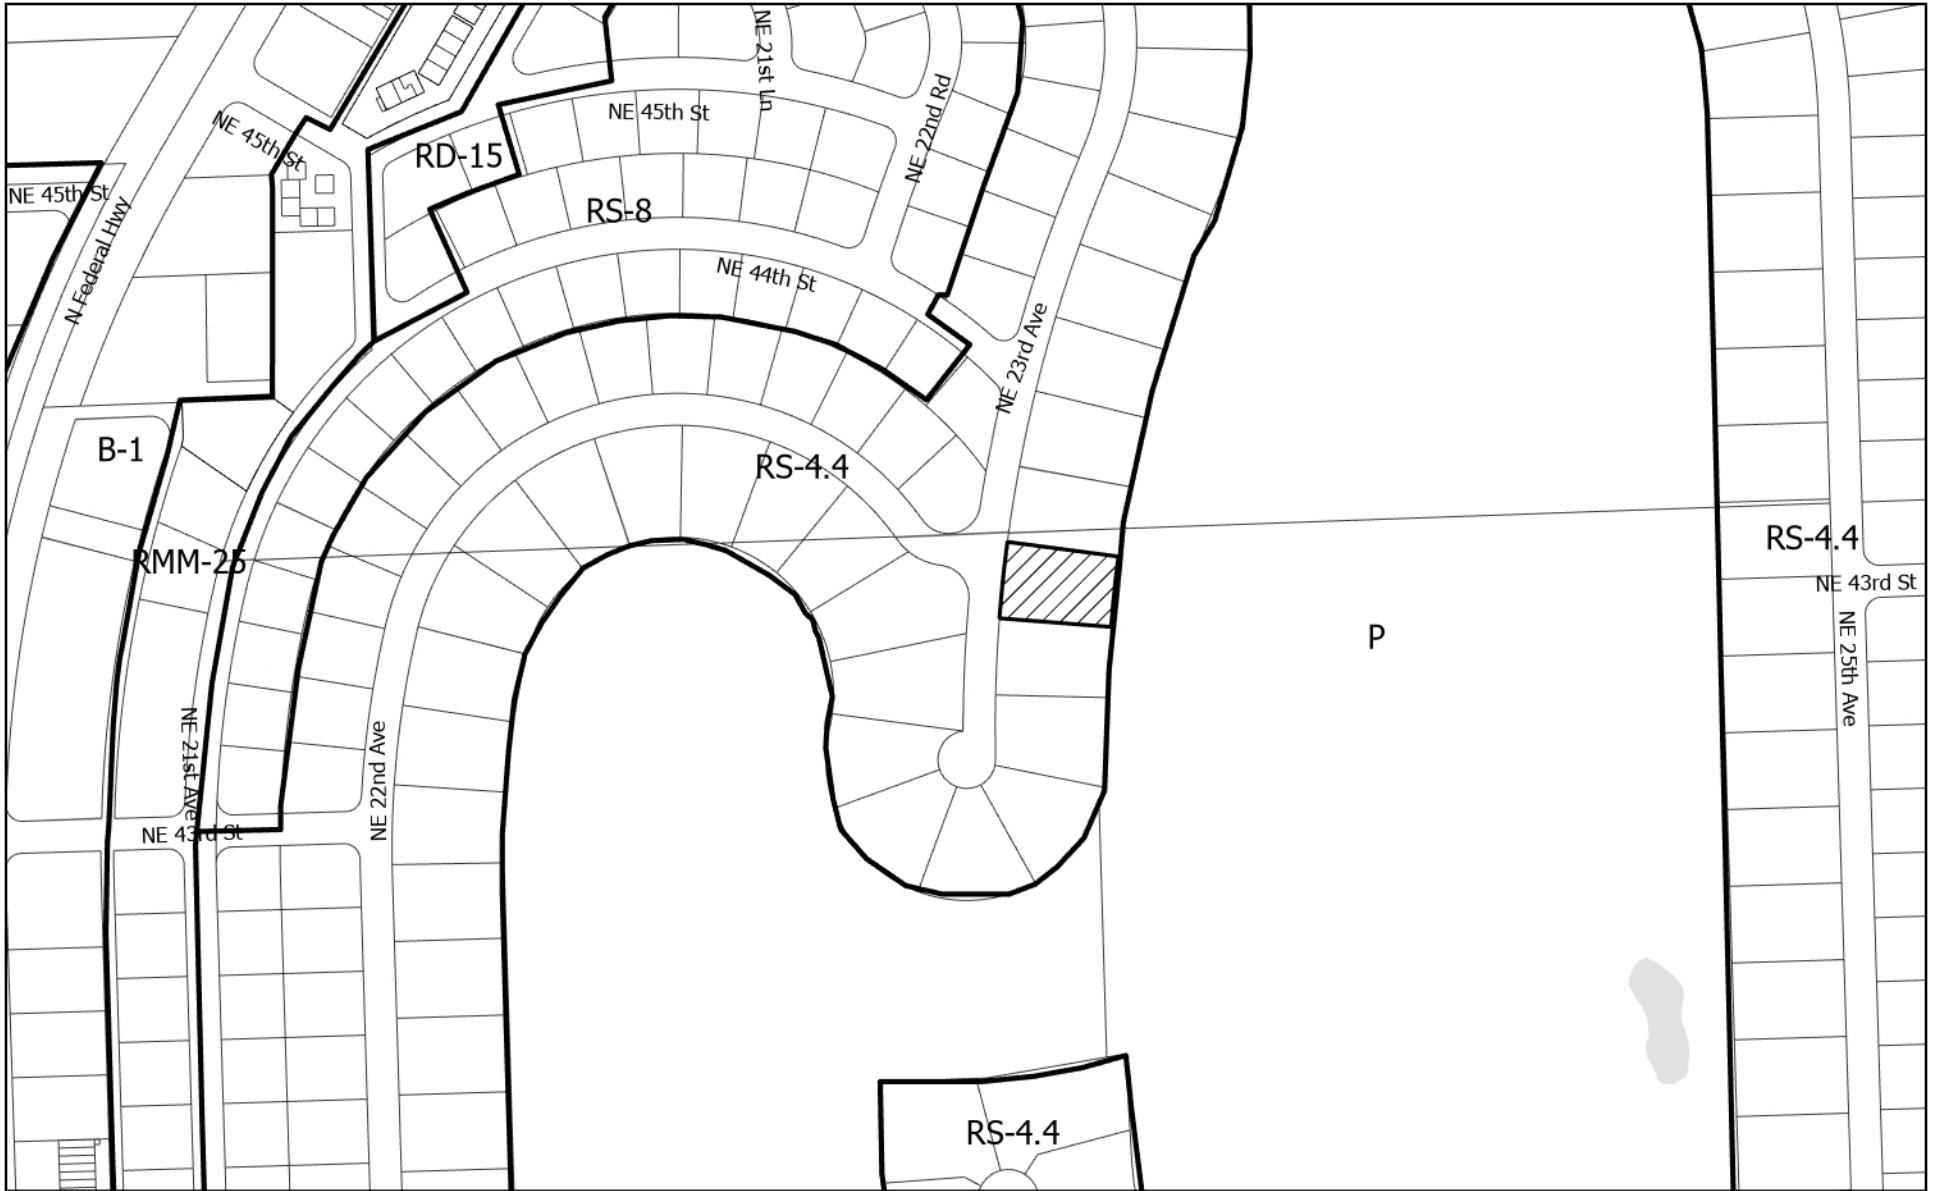 NE 21st Ln
NE 45th St
NE 22nd Rd
NE 45th St
RD-15
NE 45th St
RS-8
N Federal Hwy
NE 44th St
NE 23rd Ave
B-1
RS-4.4
RMM-25
RS-4.4
NE 43rd St
P
NE 25th Ave
NE 21st Ave
NE 22nd Ave
NE 43rd St
RS-4.4